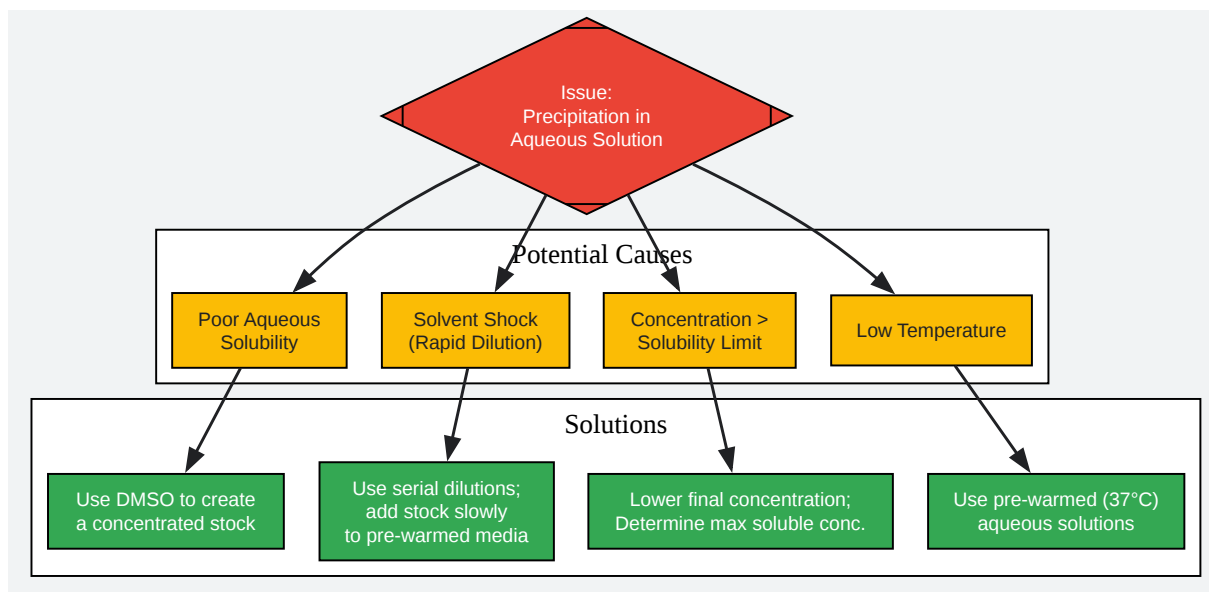 Issue:
Precipitation in
Aqueous Solution
Potential Causes
Poor Aqueous
Solubility
Solvent Shock
(Rapid Dilution)
Concentration >
Solubility Limit
Low Temperature
Solutions
Use DMSO to create
a concentrated stock
Use serial dilutions;
add stock slowly
to pre-warmed media
Lower final concentration;
Determine max soluble conc.
Use pre-warmed (37°C)
aqueous solutions